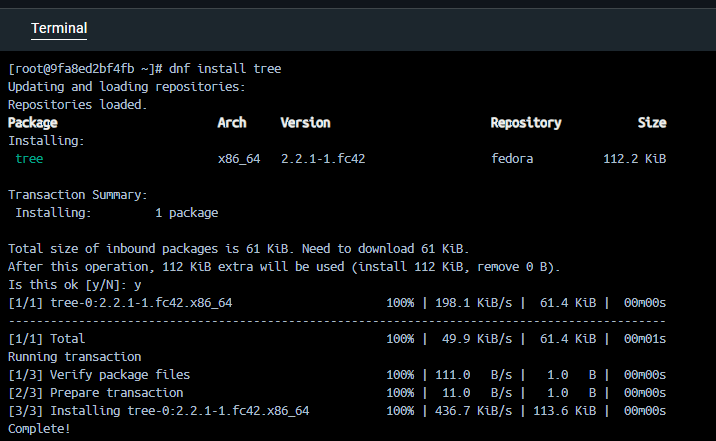 Terminal
[root@9fa8ed2bf4fb ~]# dnf install tree
Updating and loading repositories:
Repositories loaded.
Package Arch Version Repository Size
Installing:
tree x86_64 2.2.1-1.fc42 fedora 112.2 KiB
Transaction Summary:
Installing: 1 package
Total size of inbound packages is 61 KiB. Need to download 61 KiB.
After this operation, 112 KiB extra will be used (install 112 KiB, remove 0 B).
Is this ok [y/N]: y
[1/1] tree-0:2.2.1-1.fc42.x86_64 100% | 198.1 KiB/s | 61.4 KiB | 00m00s
--------------------------------------------------------------------------------
[1/1] Total 100% | 49.9 KiB/s | 61.4 KiB | 00m01s
Running transaction
[1/3] Verify package files 100% | 111.0 B/s | 1.0 B | 00m00s
[2/3] Prepare transaction 100% | 11.0 B/s | 1.0 B | 00m00s
[3/3] Installing tree-0:2.2.1-1.fc42.x86_64 100% | 436.7 KiB/s | 113.6 KiB | 00m00s
Complete!